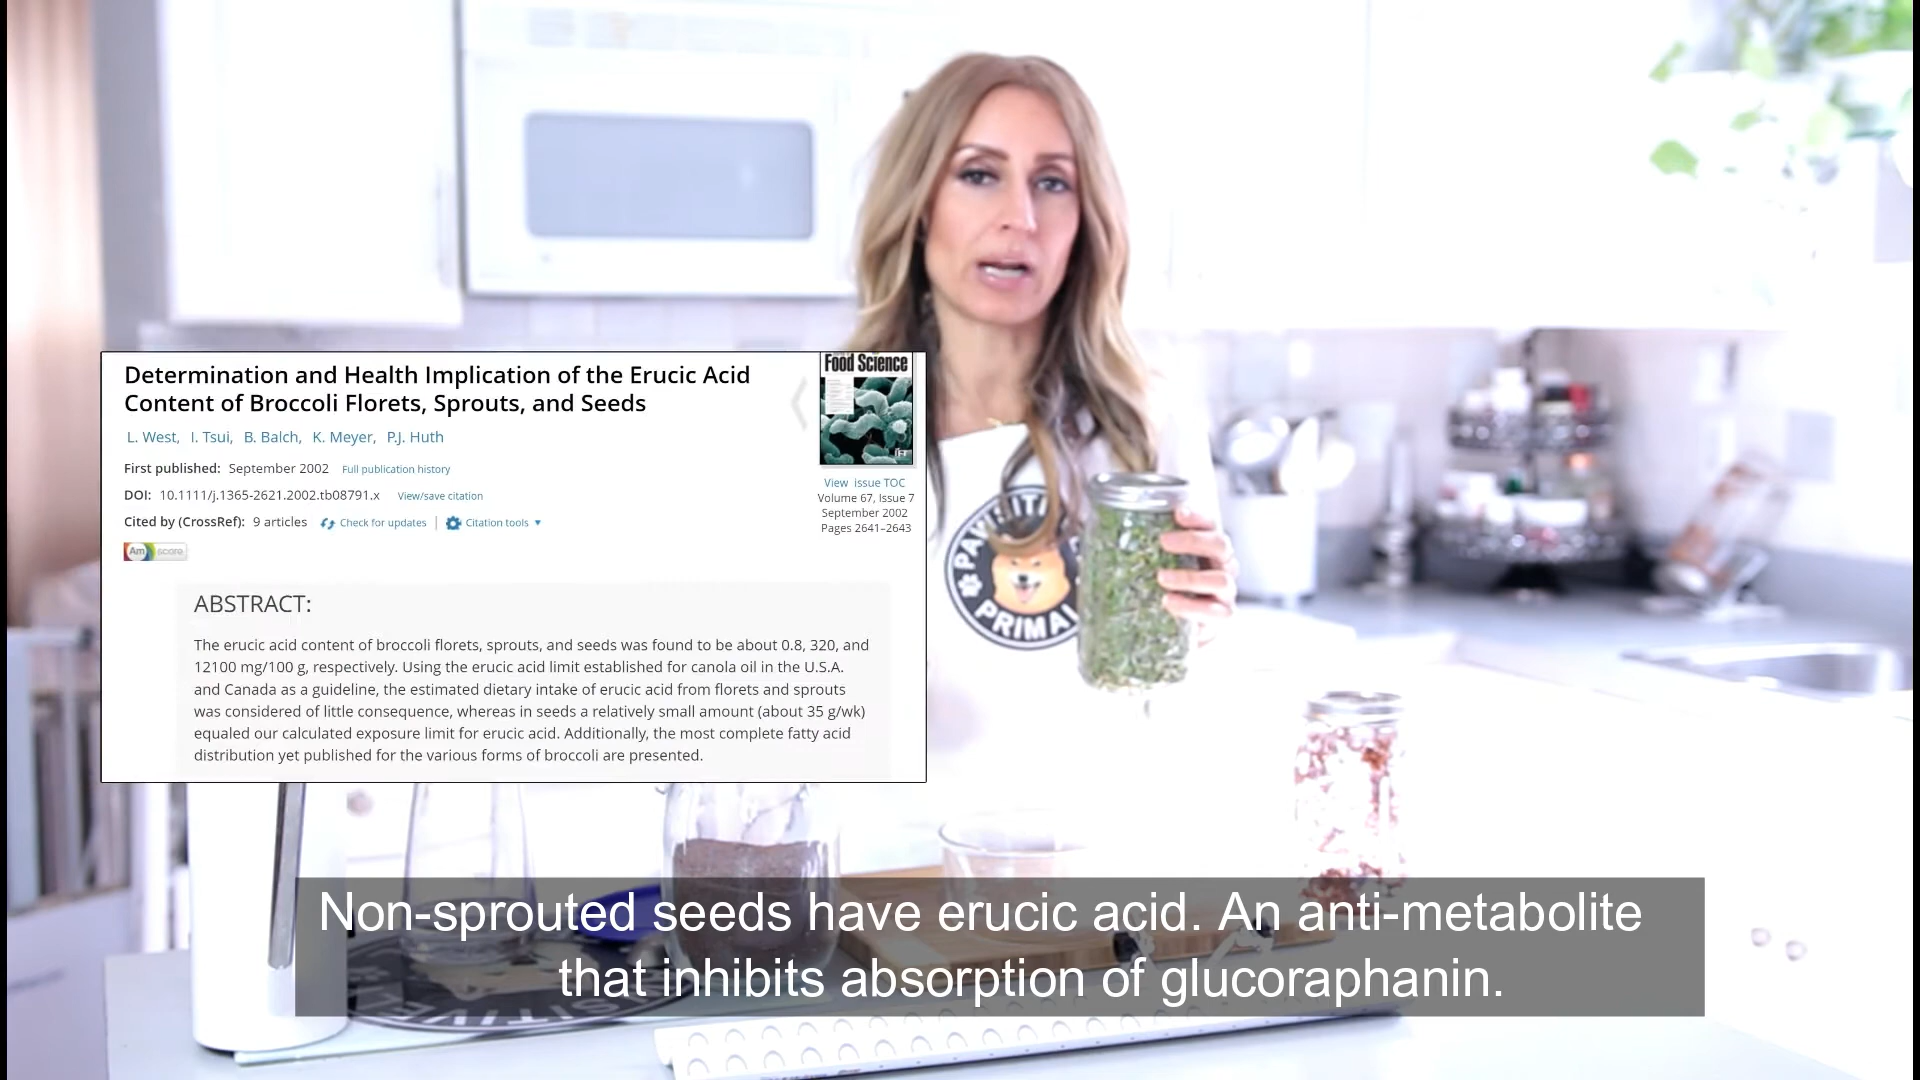 Food Science
Determination and Health Implication of the Erucic Acid
Content of Broccoli Florets, Sprouts, and Seeds
L. West, I. Tsui, B. Balch, K. Meyer, P.J. Huth
First published: September 2002 Full publication history
DOI: 10.1111/j.1365-2621.2002.tb08791.x View/save citation
Cited by (CrossRef): 9 articles Check for updates | Citation tools
Am score
View issue TOC
Volume 67, Issue 7
September 2002
Pages 2641–2643
ABSTRACT:
The erucic acid content of broccoli florets, sprouts, and seeds was found to be about 0.8, 320, and
12100 mg/100 g, respectively. Using the erucic acid limit established for canola oil in the U.S.A.
and Canada as a guideline, the estimated dietary intake of erucic acid from florets and sprouts
was considered of little consequence, whereas in seeds a relatively small amount (about 35 g/wk)
equaled our calculated exposure limit for erucic acid. Additionally, the most complete fatty acid
distribution yet published for the various forms of broccoli are presented.
PRIMAL
Non-sprouted seeds have erucic acid. An anti-metabolite
that inhibits absorption of glucoraphanin.